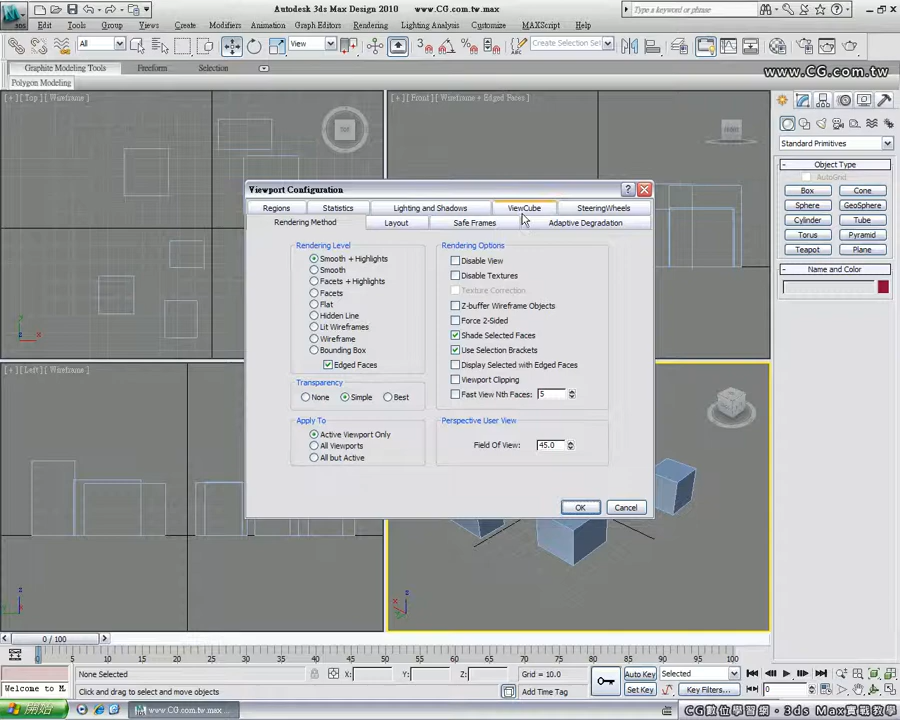 Autodesk 3ds Max Design 2010    www.CG.com.tw.max
Type a keyword or phrase
Edit Tools Group Views Create Modifiers Animation Graph Editors Rendering Lighting Analysis Customize MAXScript Help
All View Create Selection Set
Graphite Modeling Tools Freeform Selection
www.CG.com.tw
Polygon Modeling
[ + ] [ Top ] [ Wireframe ]
TOP
[ + ] [ Front ] [ Wireframe + Edged Faces ]
FRONT
[ + ] [ Left ] [ Wireframe ]
Viewport Configuration
Regions Statistics Lighting and Shadows ViewCube SteeringWheels
Rendering Method Layout Safe Frames Adaptive Degradation
Rendering Level
Smooth + Highlights
Smooth
Facets + Highlights
Facets
Flat
Hidden Line
Lit Wireframes
Wireframe
Bounding Box
Edged Faces
Transparency
None Simple Best
Apply To
Active Viewport Only
All Viewports
All but Active
Rendering Options
Disable View
Disable Textures
Texture Correction
Z-buffer Wireframe Objects
Force 2-Sided
Shade Selected Faces
Use Selection Brackets
Display Selected with Edged Faces
Viewport Clipping
Fast View Nth Faces: 5
Perspective User View
Field Of View: 45.0
OK Cancel
Standard Primitives
Object Type
AutoGrid
Box Cone
Sphere GeoSphere
Cylinder Tube
Torus Pyramid
Teapot Plane
Name and Color
0 / 100
0 5 10 15 20 25 30 35 40 45 50 55 60 65 70 75 80 85 90 95 100
None Selected X: Y: Z: Grid = 10.0 Auto Key Selected
Welcome to M Click and drag to select and move objects Add Time Tag Set Key Key Filters... 0
開始 www.CG.com.tw.max ... CG數位學習網 - 3ds Max實戰教學